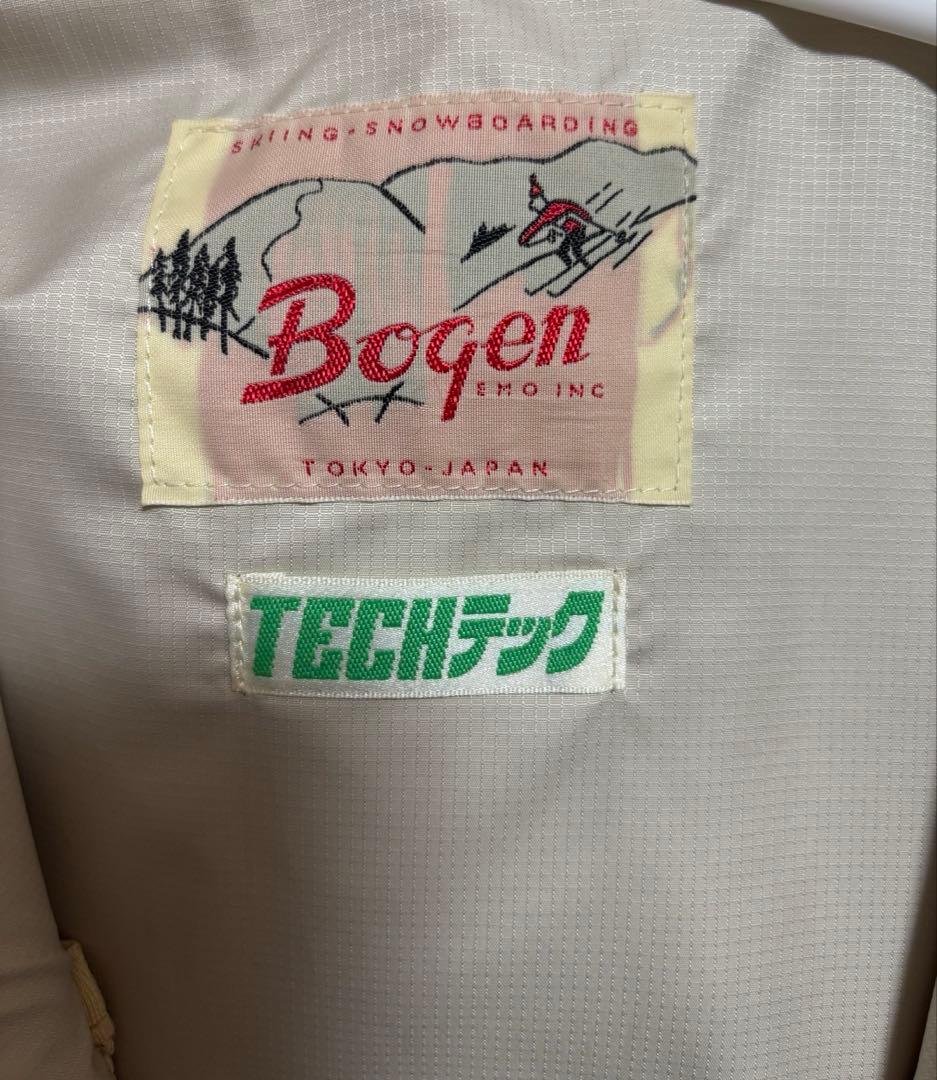 SKIING・SNOWBOARDING
Bogen
EMO INC
TOKYO-JAPAN
TECHテック